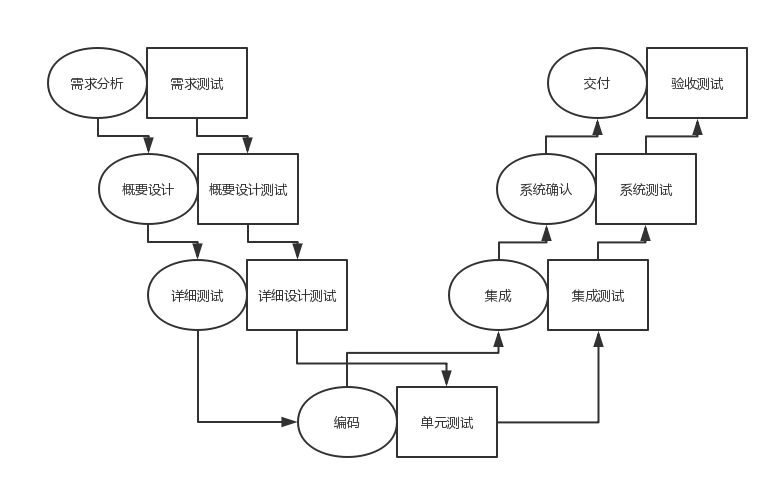 需求分析
需求测试
交付
验收测试
概要设计
概要设计测试
系统确认
系统测试
详细测试
详细设计测试
集成
集成测试
编码
单元测试